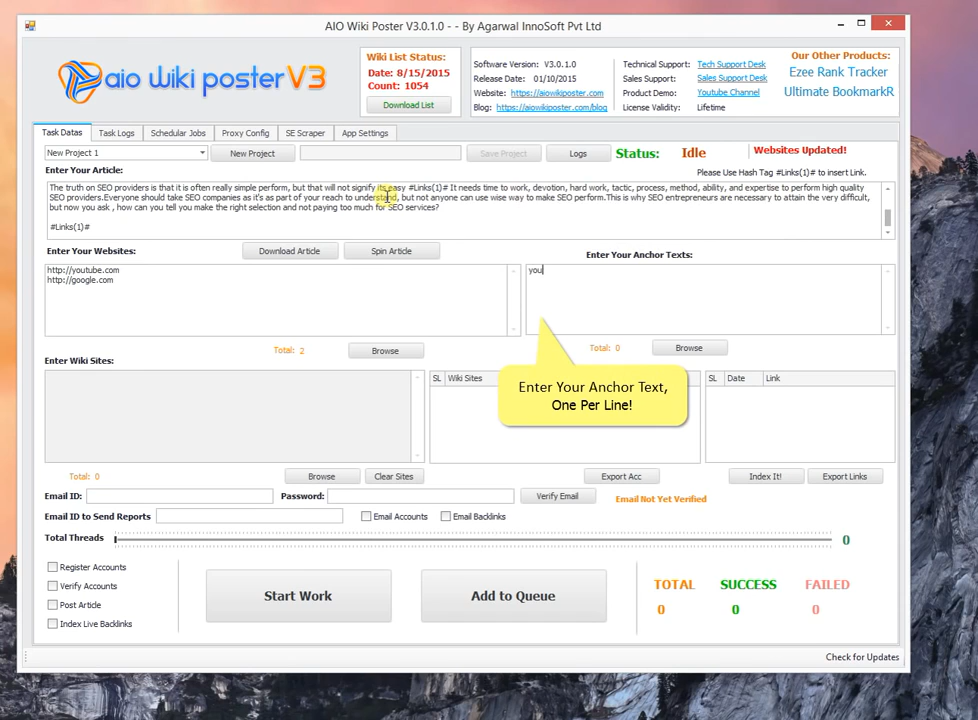 AIO Wiki Poster V3.0.1.0 - - By Agarwal InnoSoft Pvt Ltd
aio wiki poster V3
Wiki List Status:
Date: 8/15/2015
Count: 1054
Download List
Software Version: V3.0.1.0
Release Date: 01/10/2015
Website: https://aiowikiposter.com
Blog: https://aiowikiposter.com/blog
Technical Support: Tech Support Desk
Sales Support: Sales Support Desk
Product Demo: Youtube Channel
License Validity: Lifetime
Our Other Products:
Ezee Rank Tracker
Ultimate BookmarkR
Task Datas Task Logs Schedular Jobs Proxy Config SE Scraper App Settings
New Project 1 New Project Save Project Logs Status: Idle Websites Updated!
Enter Your Article: Please Use Hash Tag #Links(1)# to insert Link.
The truth on SEO providers is that it is often really simple perform, but that will not signify its easy #Links(1)# It needs time to work, devotion, hard work, tactic, process, method, ability, and expertise to perform high quality
SEO providers.Everyone should take SEO companies as it's as part of your reach to understand, but not anyone can use wise way to make SEO perform.This is why SEO entrepreneurs are necessary to attain the very difficult,
but now you ask , how can you tell you make the right selection and not paying too much for SEO services?
#Links(1)#
Enter Your Websites: Download Article Spin Article Enter Your Anchor Texts:
http://youtube.com
http://google.com
you
Total: 2 Browse Total: 0 Browse
Enter Your Anchor Text,
One Per Line!
Enter Wiki Sites:
SL Wiki Sites
SL Date Link
Total: 0 Browse Clear Sites Export Acc Index It! Export Links
Email ID: Password: Verify Email Email Not Yet Verified
Email ID to Send Reports Email Accounts Email Backlinks
Total Threads 0
Register Accounts
Verify Accounts
Post Article
Index Live Backlinks
Start Work Add to Queue
TOTAL SUCCESS FAILED
0 0 0
Check for Updates